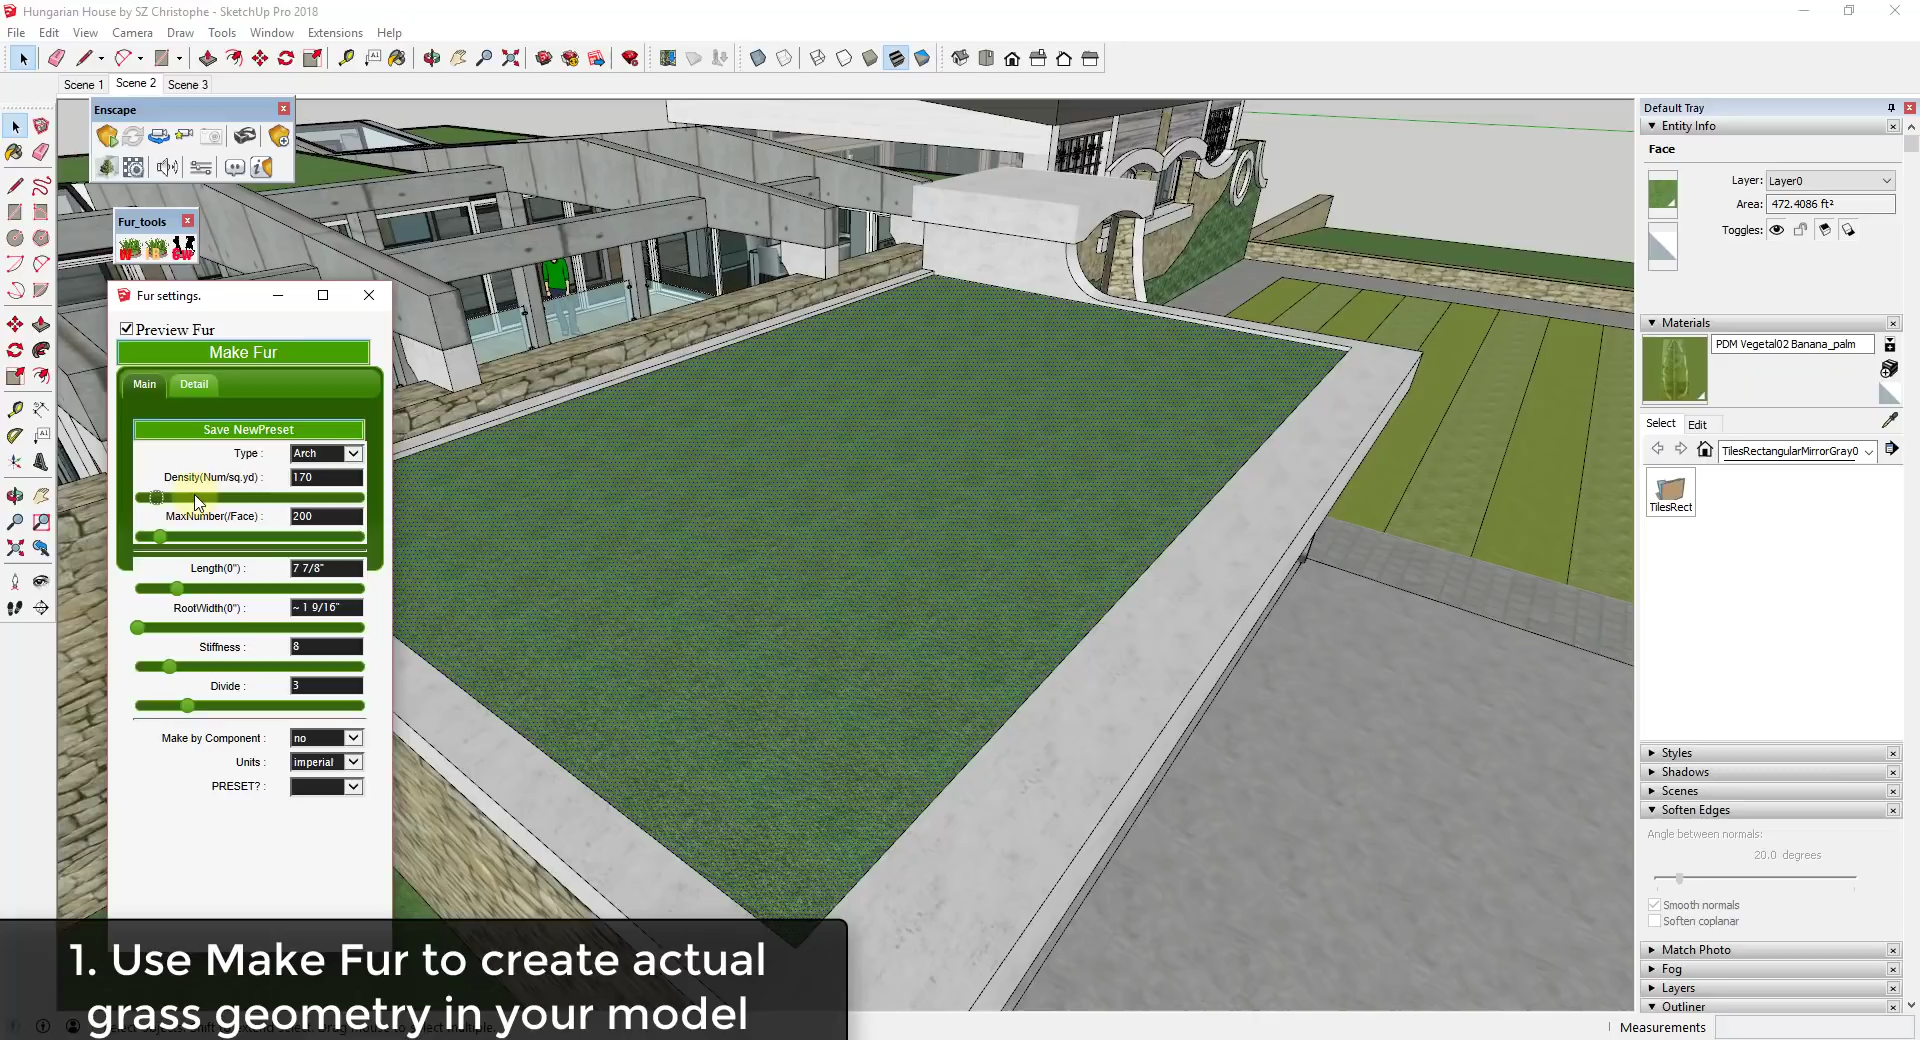 Hungarian House by SZ Christophe - SketchUp Pro 2018
File Edit View Camera Draw Tools Window Extensions Help
Scene 1 Scene 2 Scene 3
Enscape
Fur_tools
Fur settings.
Preview Fur
Make Fur
Main Detail
Save NewPreset
Type : Arch
Density(Num/sq.yd) : 170
MaxNumber(/Face) : 200
Length(0") : 7 7/8"
RootWidth(0") : ~ 1 9/16"
Stiffness : 8
Divide : 3
Make by Component : no
Units : imperial
PRESET? :
1. Use Make Fur to create actual
grass geometry in your model
Default Tray
Entity Info
Face
Layer: Layer0
Area: 472.4086 ft²
Toggles:
Materials
PDM Vegetal02 Banana_palm
Select Edit
TilesRectangularMirrorGray0
TilesRect
Styles
Shadows
Scenes
Soften Edges
Angle between normals:
20.0 degrees
Smooth normals
Soften coplanar
Match Photo
Fog
Layers
Outliner
Measurements